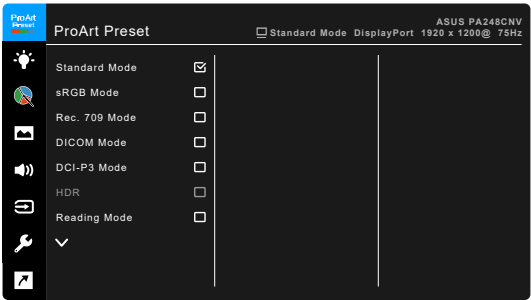 ProArt
Preset
ProArt Preset
ASUS PA248CNV
Standard Mode DisplayPort 1920 x 1200@ 75Hz
Standard Mode
sRGB Mode
Rec. 709 Mode
DICOM Mode
DCI-P3 Mode
HDR
Reading Mode